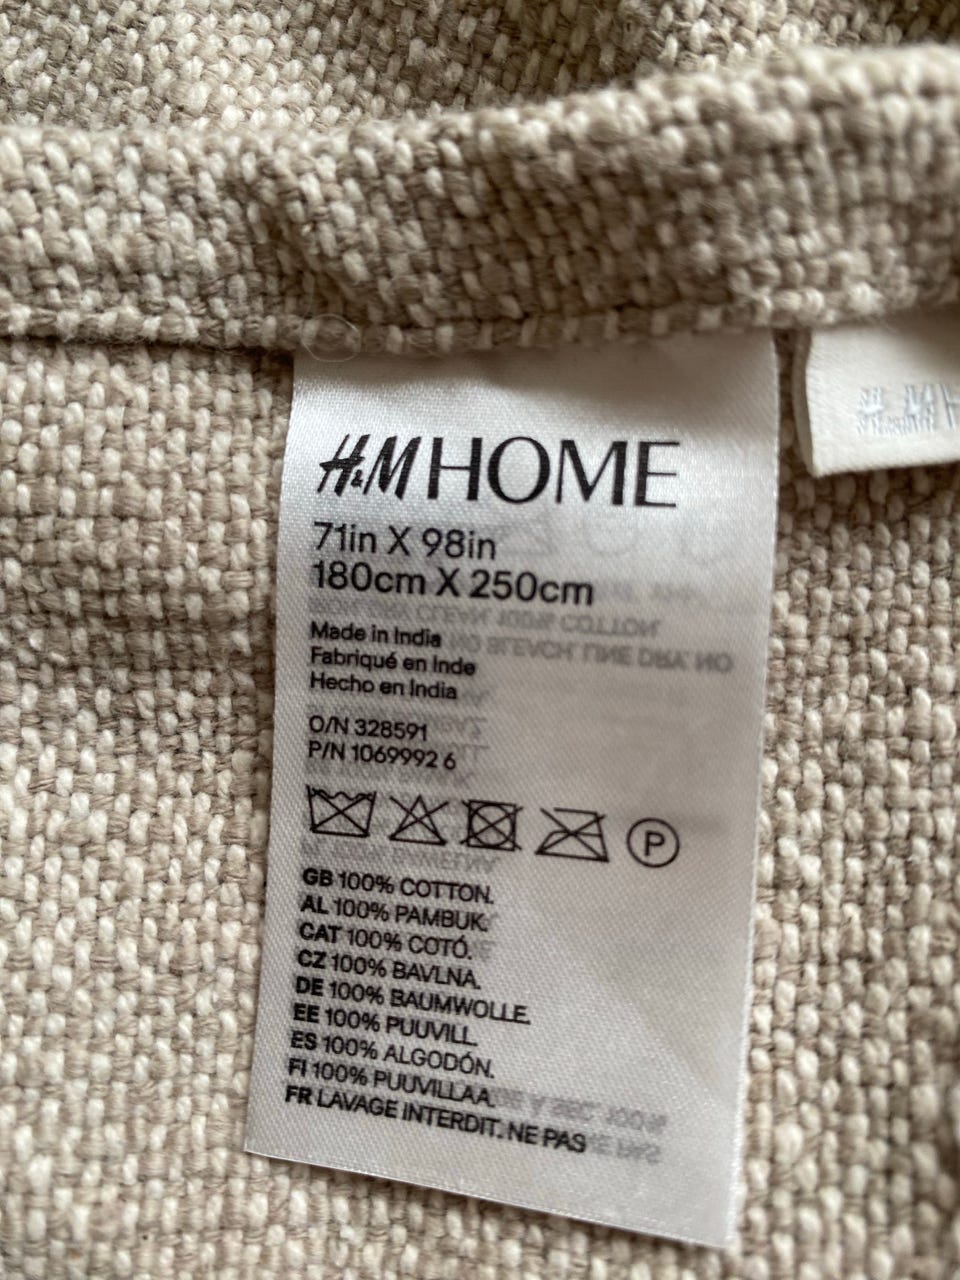 H&M HOME
71in X 98in
180cm X 250cm
Made in India
Fabriqué en Inde
Hecho en India
O/N 328591
P/N 1069992 6
P
GB 100% COTTON.
AL 100% PAMBUK.
CAT 100% COTÓ.
CZ 100% BAVLNA.
DE 100% BAUMWOLLE.
EE 100% PUUVILL.
ES 100% ALGODÓN.
FI 100% PUUVILLAA.
FR LAVAGE INTERDIT. NE PAS
H&M